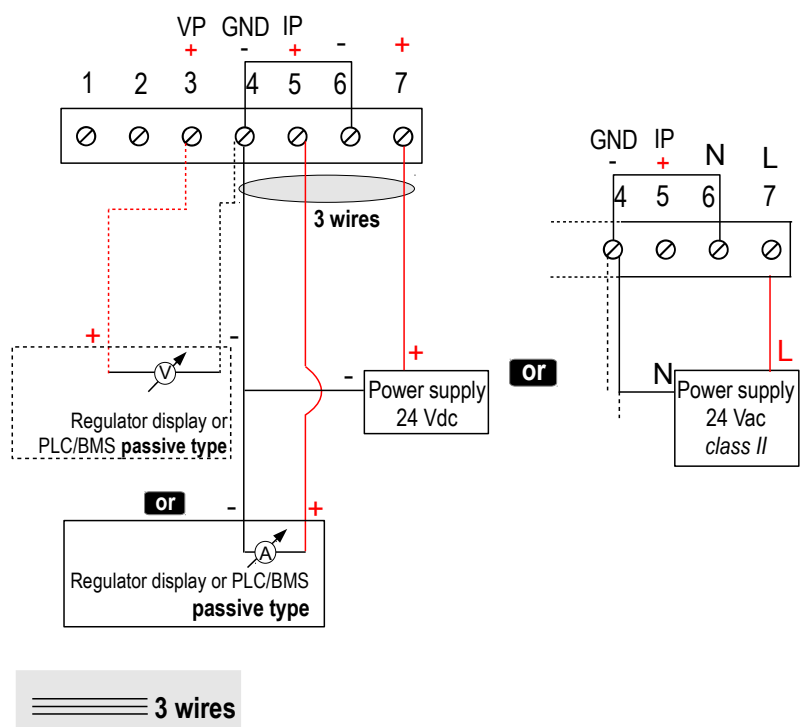 VP GND IP
+ - + - +
1 2 3 4 5 6 7
3 wires
+ -
V
Regulator display or
PLC/BMS passive type
- +
Power supply
24 Vdc
or
- +
A
Regulator display or PLC/BMS
passive type
3 wires
or
GND IP N L
- +
4 5 6 7
N L
Power supply
24 Vac
class II